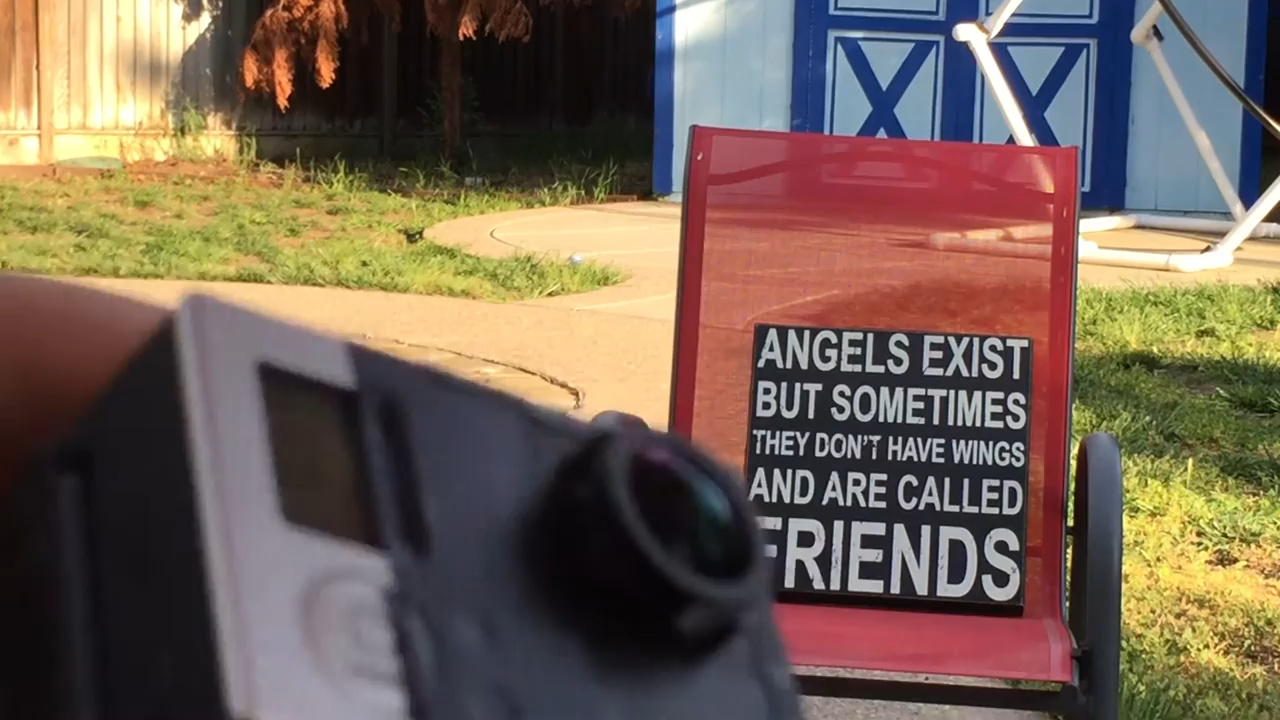 ANGELS EXIST
BUT SOMETIMES
THEY DON'T HAVE WINGS
AND ARE CALLED
FRIENDS